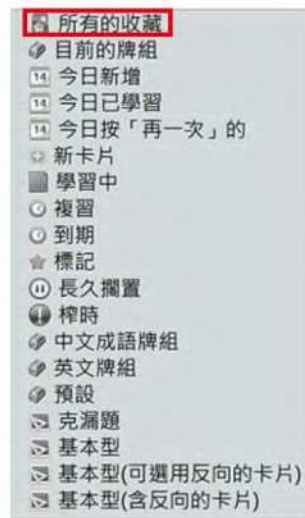 所有的收藏
目前的牌組
今日新增
今日已學習
今日按「再一次」的
新卡片
學習中
複習
到期
標記
長久擱置
榨時
中文成語牌組
英文牌組
預設
克漏題
基本型
基本型(可選用反向的卡片)
基本型(含反向的卡片)